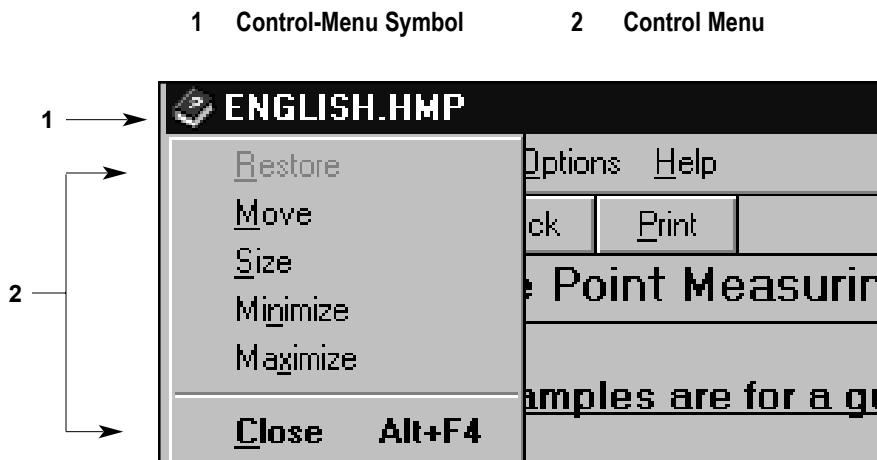 1 Control-Menu Symbol 2 Control Menu
1
ENGLISH.HMP
Restore
Options Help
Move
ck Print
Size
2
Point Measurin
Minimize
Maximize
amples are for a
Close Alt+F4